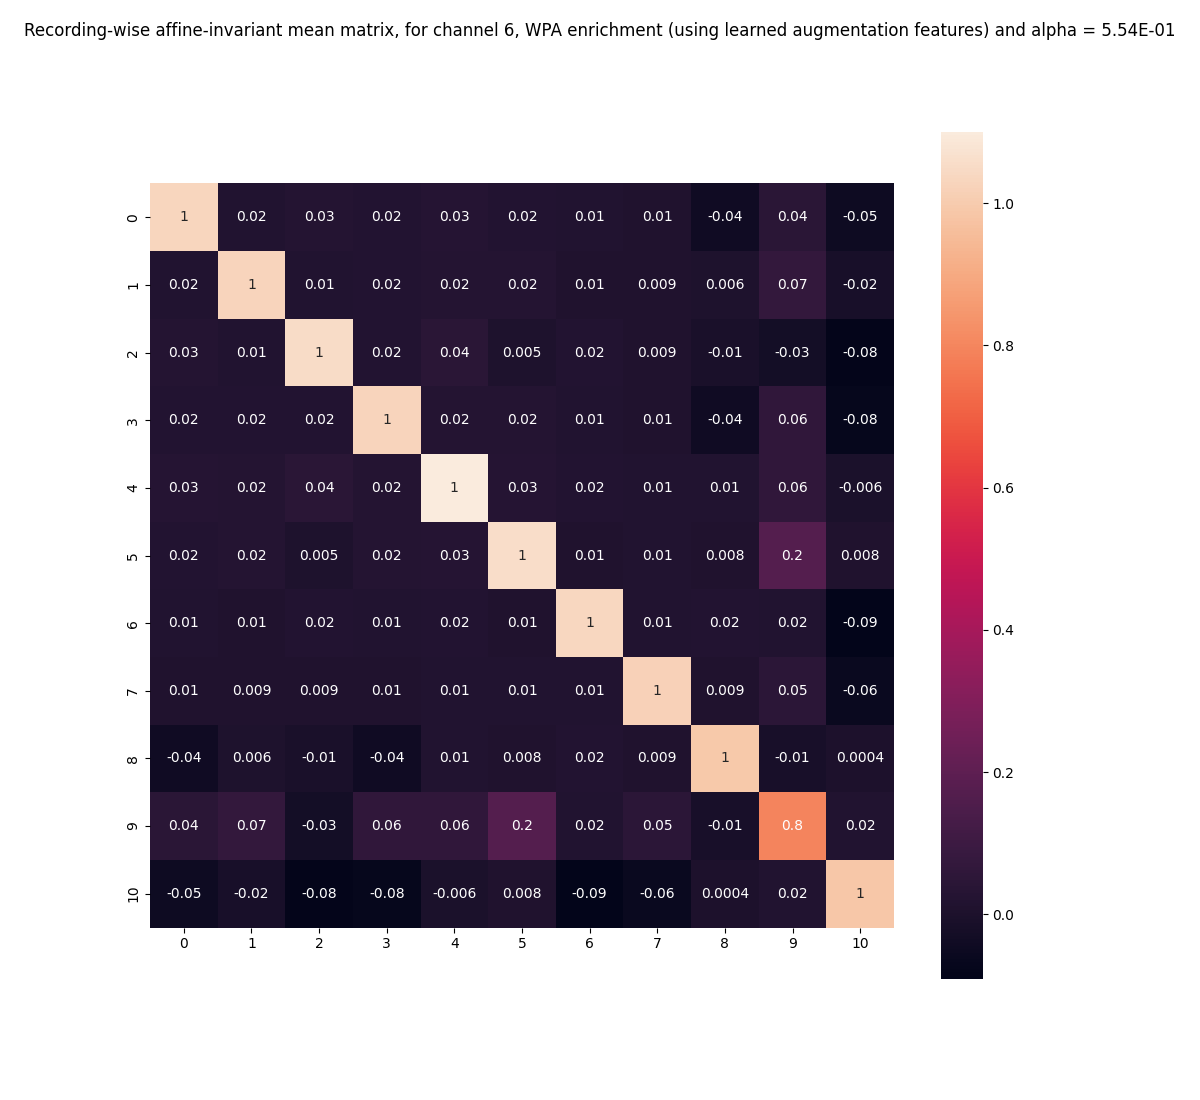 Recording-wise affine-invariant mean matrix, for channel 6, WPA enrichment (using learned augmentation features) and alpha = 5.54E-01
0 1 0.02 0.03 0.02 0.03 0.02 0.01 0.01 -0.04 0.04 -0.05
1 0.02 1 0.01 0.02 0.02 0.02 0.01 0.009 0.006 0.07 -0.02
2 0.03 0.01 1 0.02 0.04 0.005 0.02 0.009 -0.01 -0.03 -0.08
3 0.02 0.02 0.02 1 0.02 0.02 0.01 0.01 -0.04 0.06 -0.08
4 0.03 0.02 0.04 0.02 1 0.03 0.02 0.01 0.01 0.06 -0.006
5 0.02 0.02 0.005 0.02 0.03 1 0.01 0.01 0.008 0.2 0.008
6 0.01 0.01 0.02 0.01 0.02 0.01 1 0.01 0.02 0.02 -0.09
7 0.01 0.009 0.009 0.01 0.01 0.01 0.01 1 0.009 0.05 -0.06
8 -0.04 0.006 -0.01 -0.04 0.01 0.008 0.02 0.009 1 -0.01 0.0004
9 0.04 0.07 -0.03 0.06 0.06 0.2 0.02 0.05 -0.01 0.8 0.02
10 -0.05 -0.02 -0.08 -0.08 -0.006 0.008 -0.09 -0.06 0.0004 0.02 1
0 1 2 3 4 5 6 7 8 9 10
1.0
0.8
0.6
0.4
0.2
0.0